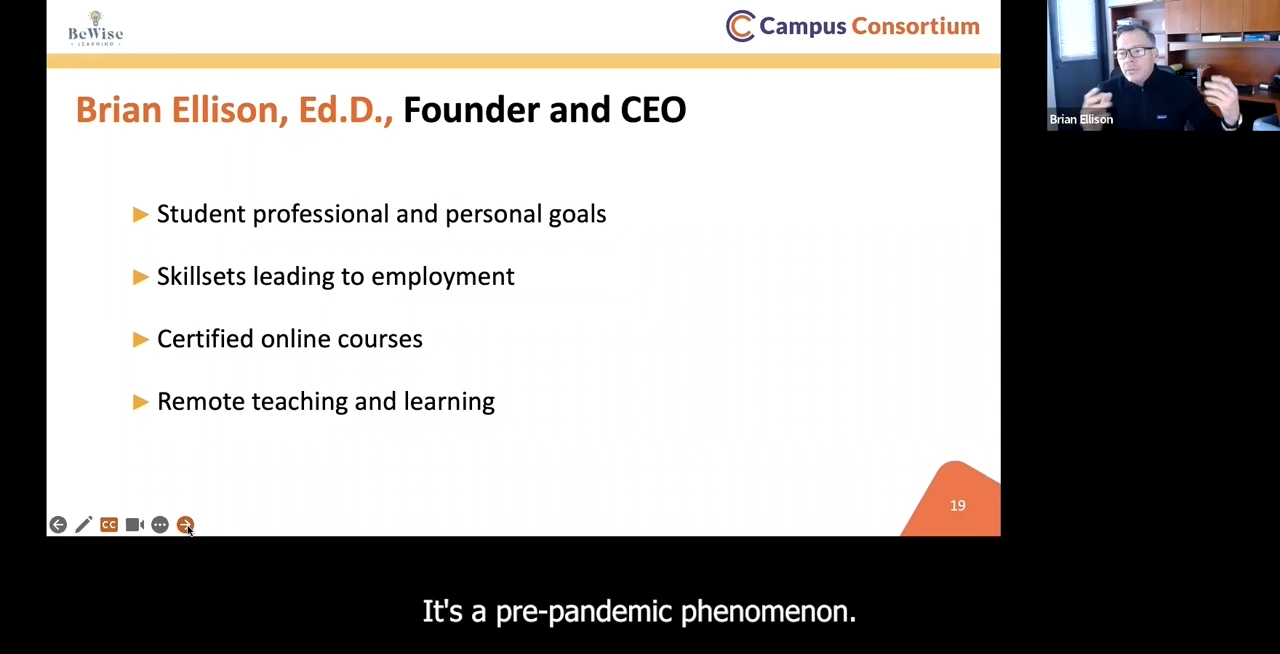 BeWise
LEARNING
Campus Consortium
Brian Ellison, Ed.D., Founder and CEO
Student professional and personal goals
Skillsets leading to employment
Certified online courses
Remote teaching and learning
19
CC
Brian Ellison
It's a pre-pandemic phenomenon.